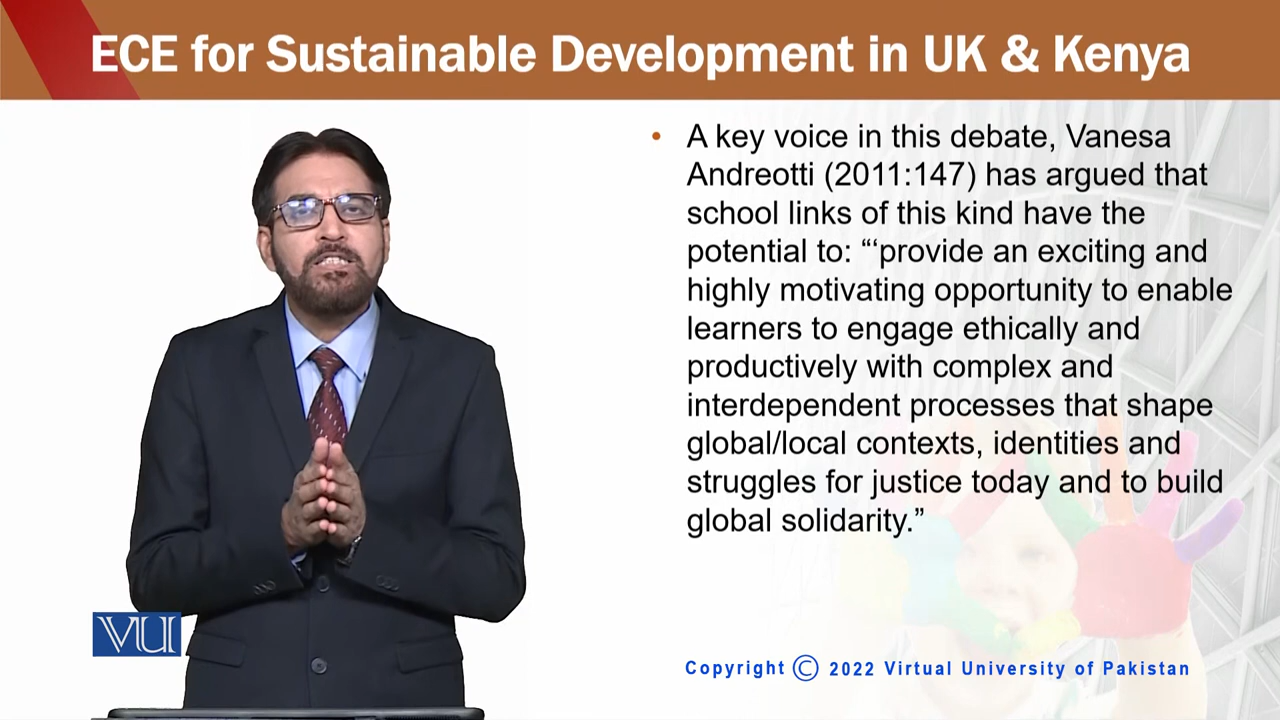 ECE for Sustainable Development in UK & Kenya
• A key voice in this debate, Vanesa
Andreotti (2011:147) has argued that
school links of this kind have the
potential to: “‘provide an exciting and
highly motivating opportunity to enable
learners to engage ethically and
productively with complex and
interdependent processes that shape
global/local contexts, identities and
struggles for justice today and to build
global solidarity.”
VU
Copyright © 2022 Virtual University of Pakistan